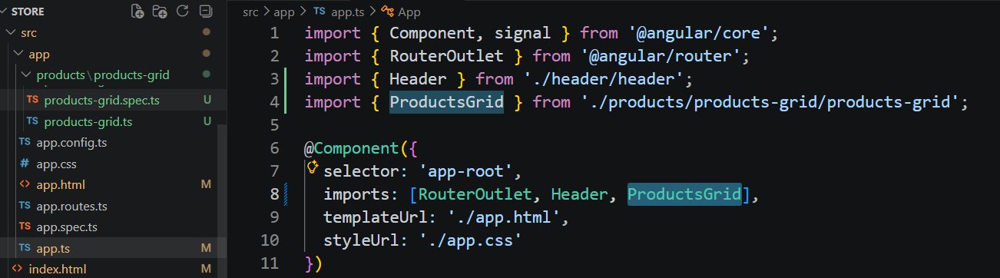 STORE
src
app
products\products-grid
TS products-grid.spec.ts U
TS products-grid.ts U
TS app.config.ts
# app.css
<> app.html M
TS app.routes.ts
TS app.spec.ts
TS app.ts M
<> index.html M
src > app > TS app.ts > App
1 import { Component, signal } from '@angular/core';
2 import { RouterOutlet } from '@angular/router';
3 import { Header } from './header/header';
4 import { ProductsGrid } from './products/products-grid/products-grid';
5
6 @Component({
7 selector: 'app-root',
8 imports: [RouterOutlet, Header, ProductsGrid],
9 templateUrl: './app.html',
10 styleUrl: './app.css'
11 })